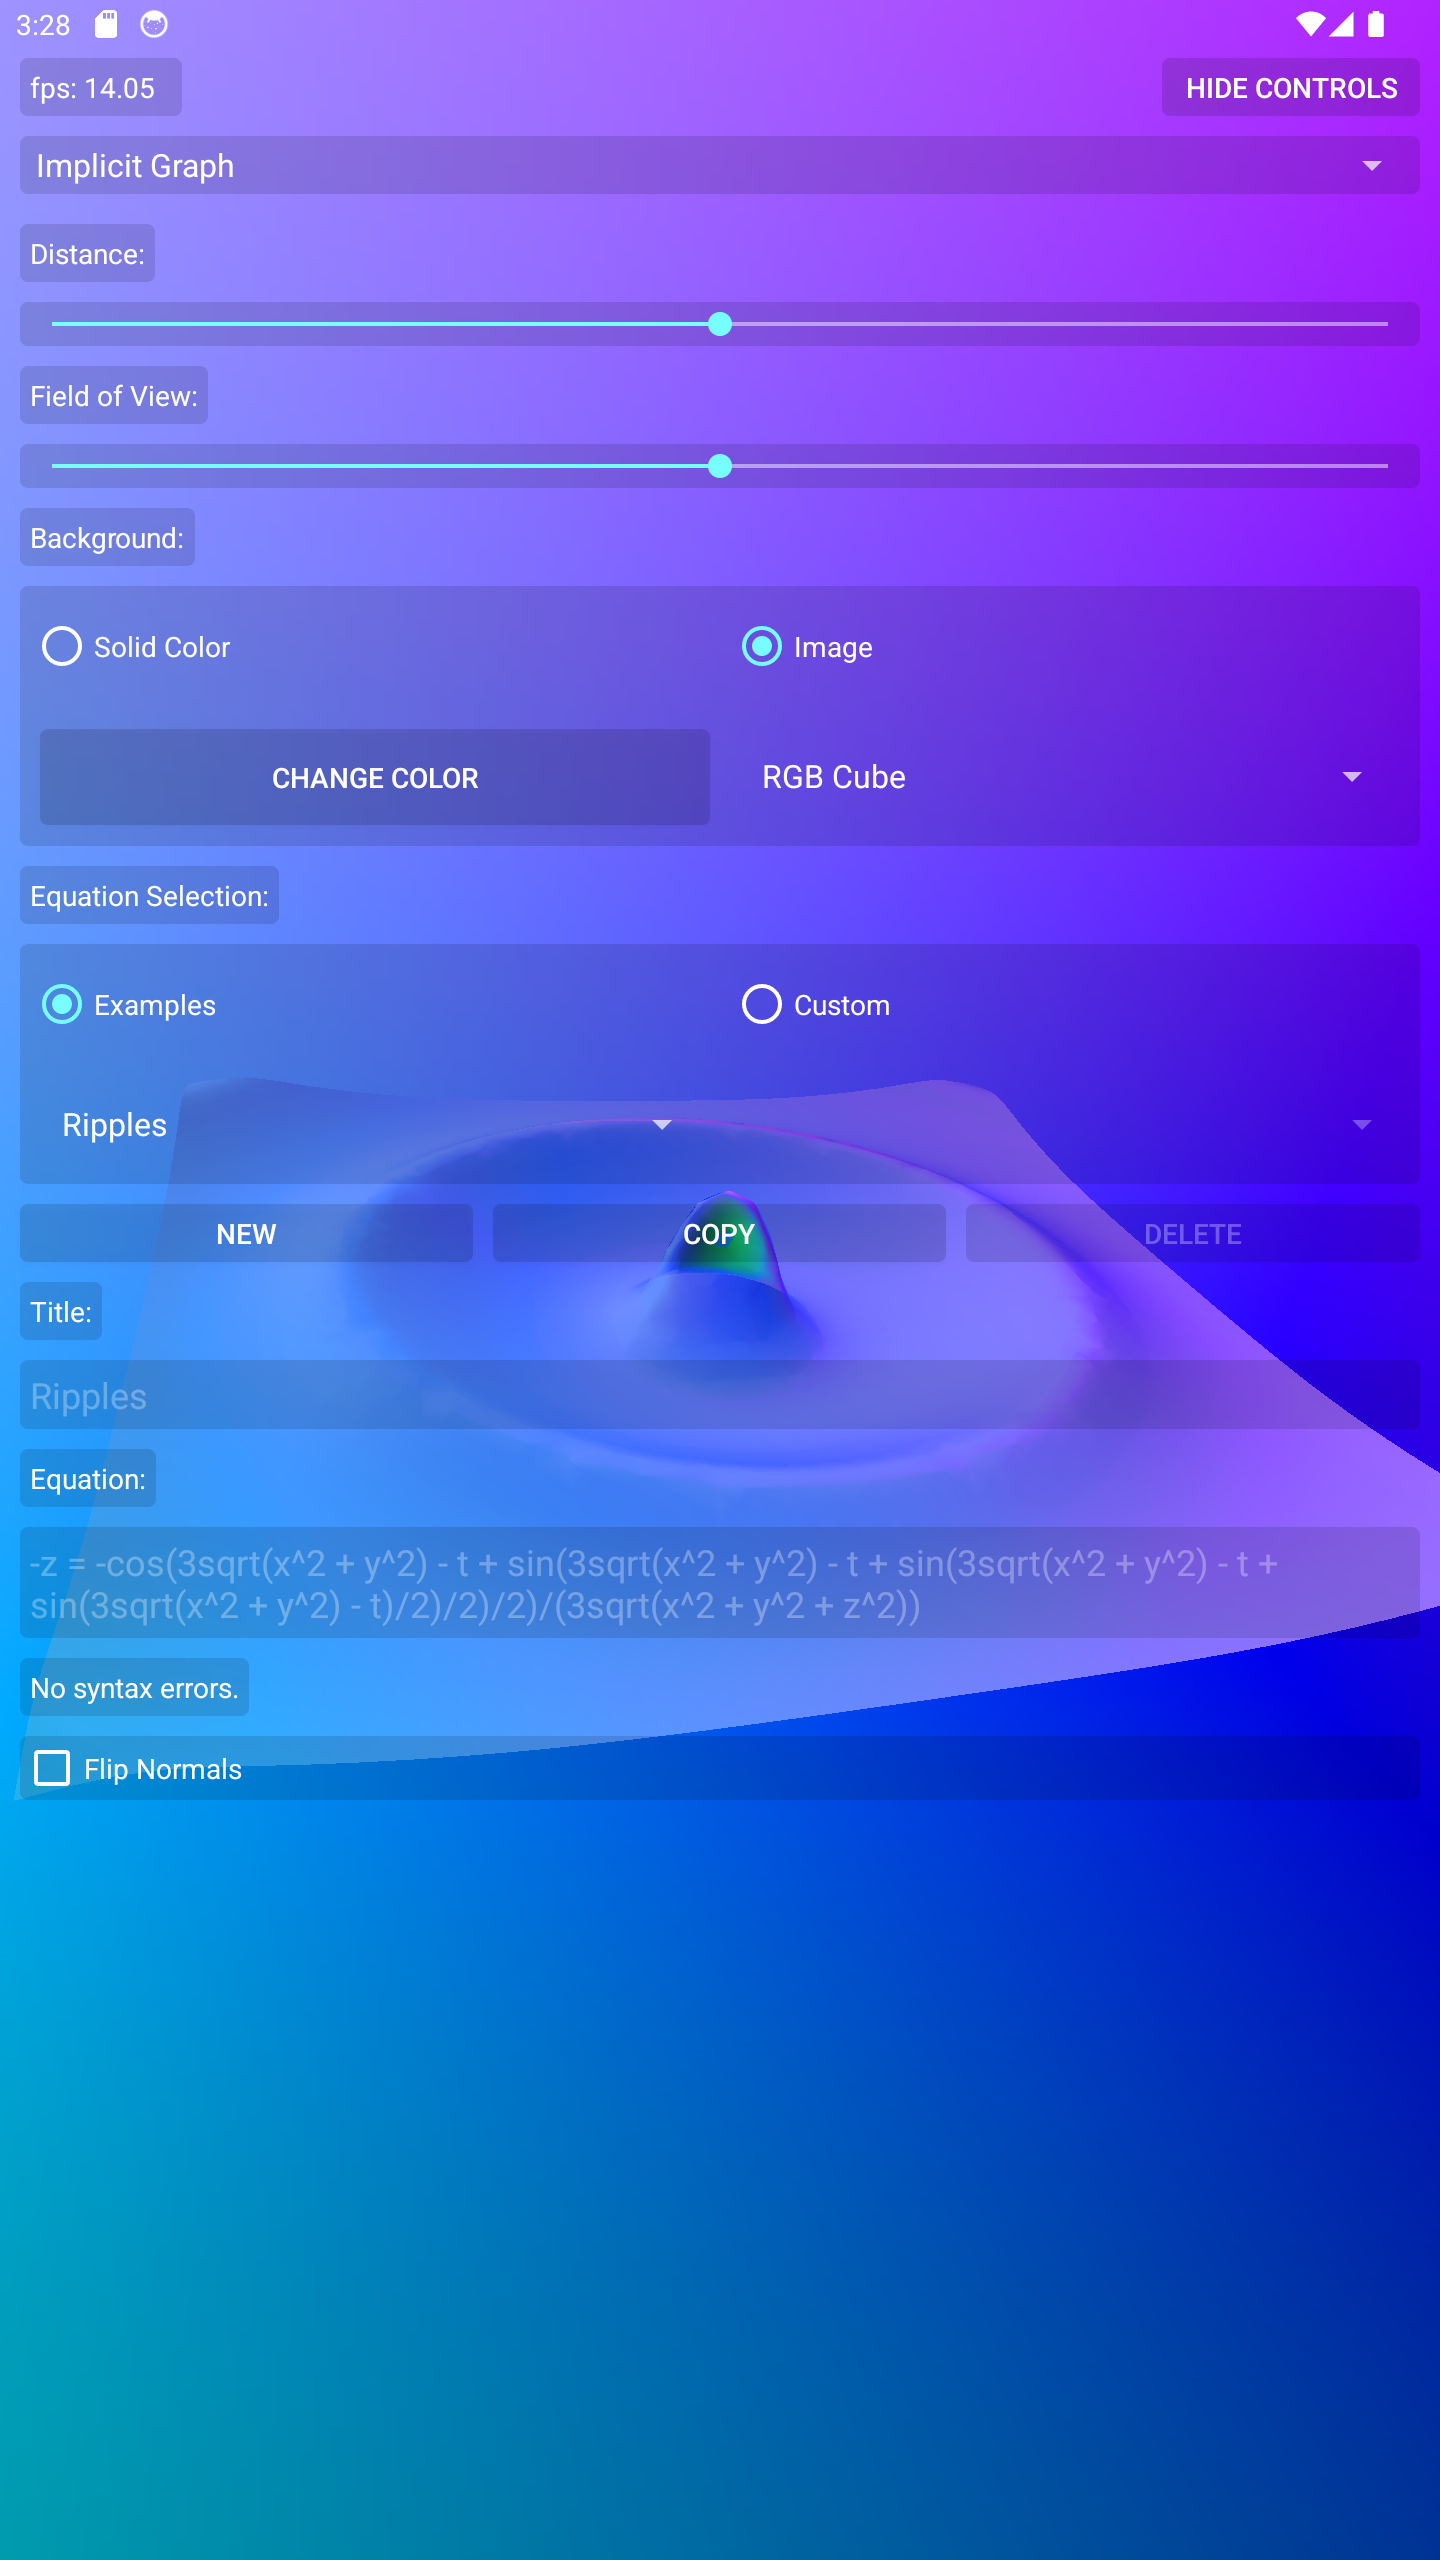 3:28
fps: 14.05
HIDE CONTROLS
Implicit Graph
Distance:
Field of View:
Background:
Solid Color
Image
CHANGE COLOR
RGB Cube
Equation Selection:
Examples
Custom
Ripples
NEW
COPY
DELETE
Title:
Ripples
Equation:
-z = -cos(3sqrt(x^2 + y^2) - t + sin(3sqrt(x^2 + y^2) - t + sin(3sqrt(x^2 + y^2) - t +
sin(3sqrt(x^2 + y^2) - t)/2)/2)/2)/(3sqrt(x^2 + y^2 + z^2))
No syntax errors.
Flip Normals